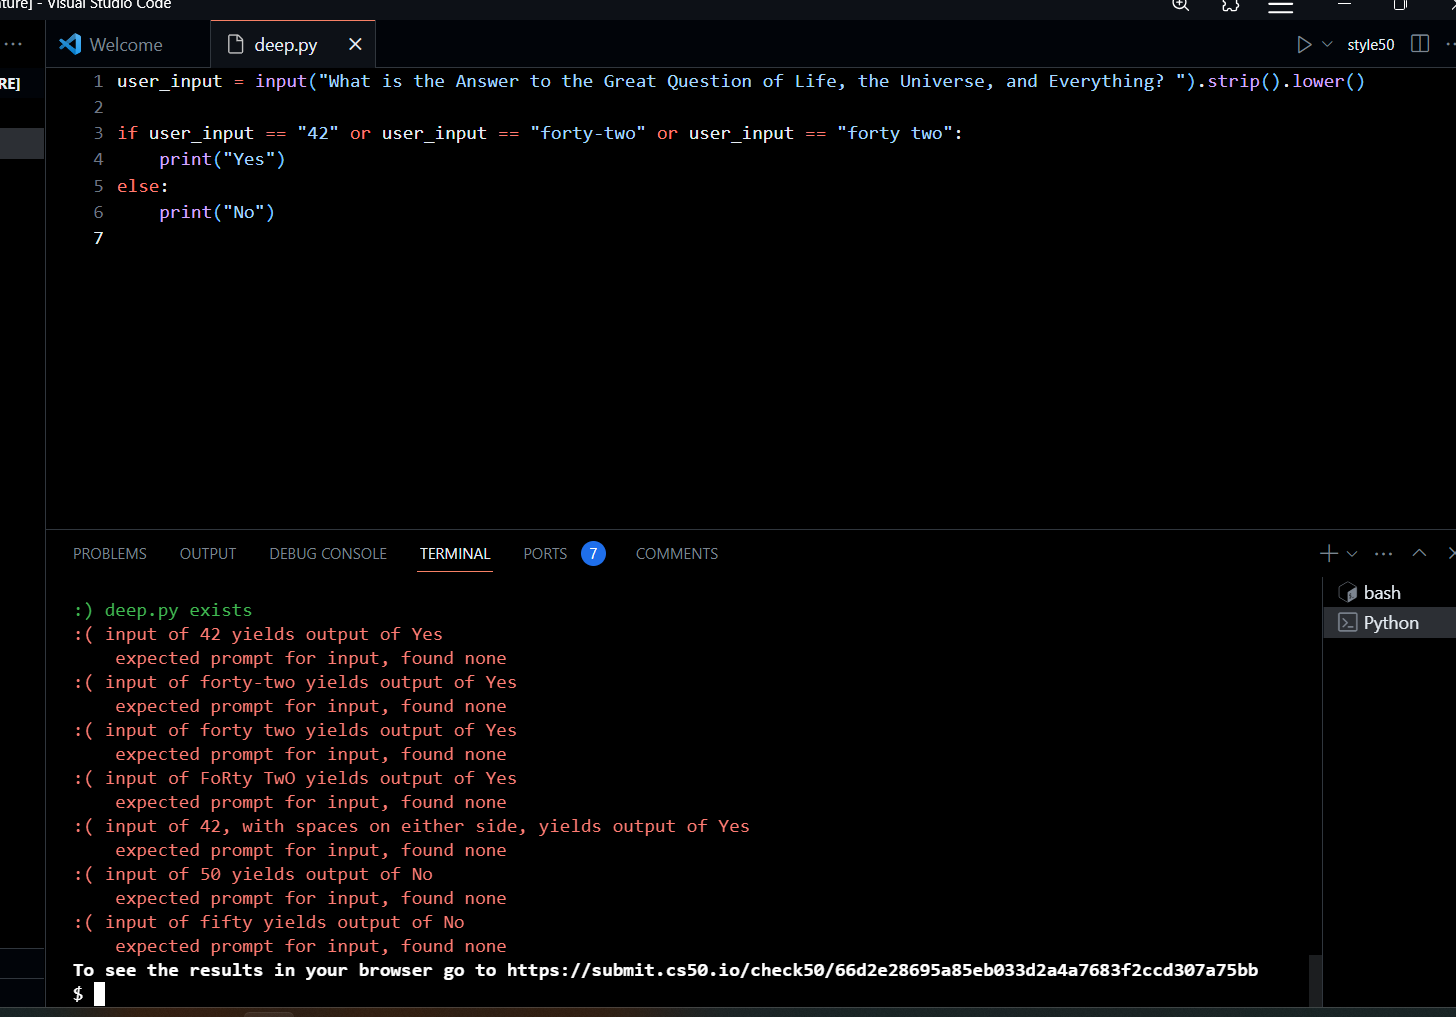 ture] - Visual Studio Code
Welcome
deep.py
style50
RE]
1 user_input = input("What is the Answer to the Great Question of Life, the Universe, and Everything? ").strip().lower()
2
3 if user_input == "42" or user_input == "forty-two" or user_input == "forty two":
4     print("Yes")
5 else:
6     print("No")
7
PROBLEMS OUTPUT DEBUG CONSOLE TERMINAL PORTS 7 COMMENTS
bash
Python
:) deep.py exists
:( input of 42 yields output of Yes
    expected prompt for input, found none
:( input of forty-two yields output of Yes
    expected prompt for input, found none
:( input of forty two yields output of Yes
    expected prompt for input, found none
:( input of FoRty TwO yields output of Yes
    expected prompt for input, found none
:( input of 42, with spaces on either side, yields output of Yes
    expected prompt for input, found none
:( input of 50 yields output of No
    expected prompt for input, found none
:( input of fifty yields output of No
    expected prompt for input, found none
To see the results in your browser go to https://submit.cs50.io/check50/66d2e28695a85eb033d2a4a7683f2ccd307a75bb
$